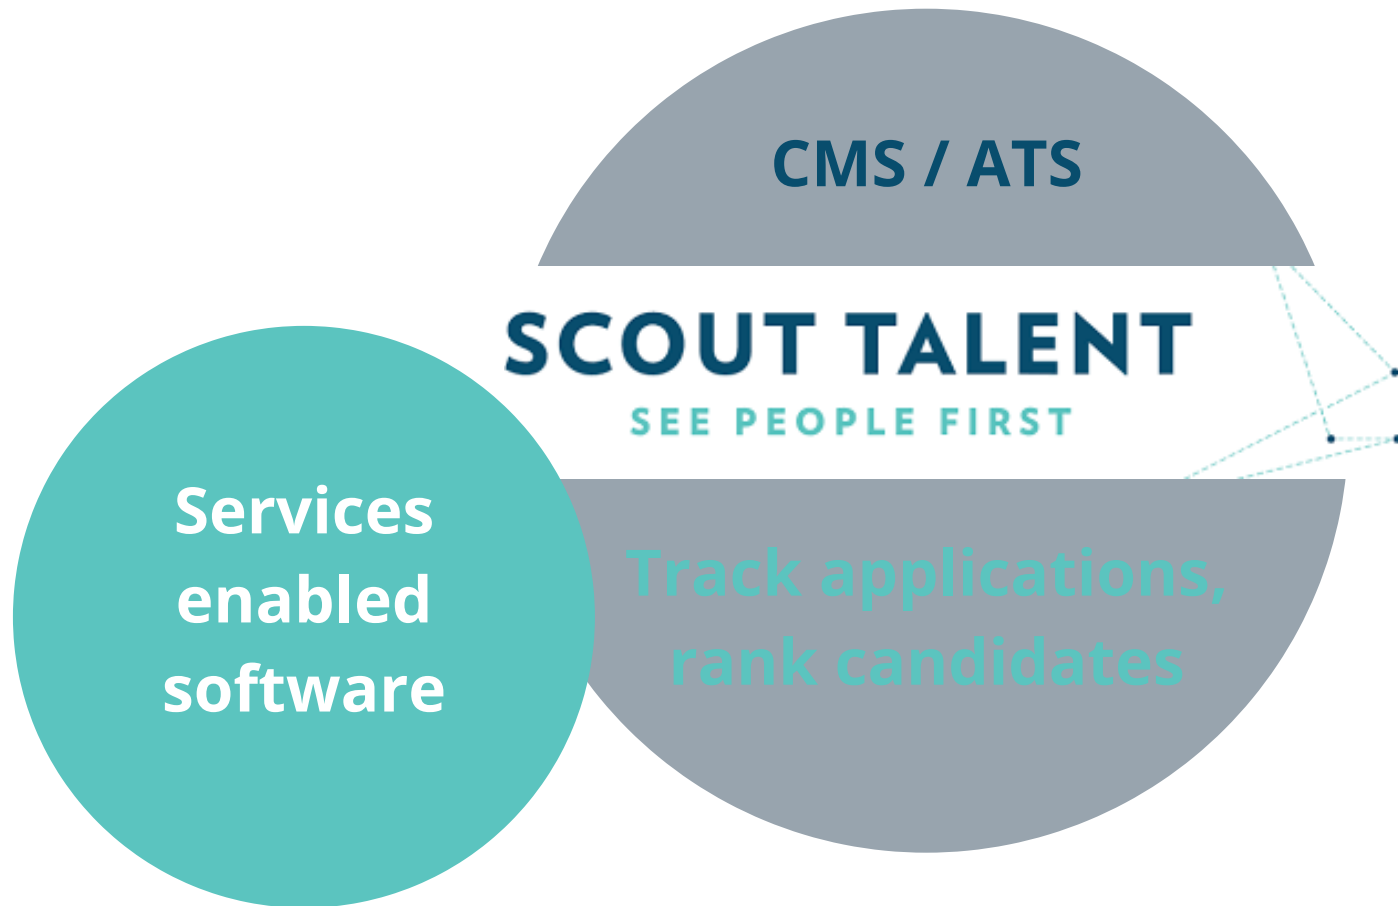 CMS / ATS
SCOUT TALENT
SEE PEOPLE FIRST
Services
enabled
software
Track applications,
rank candidates